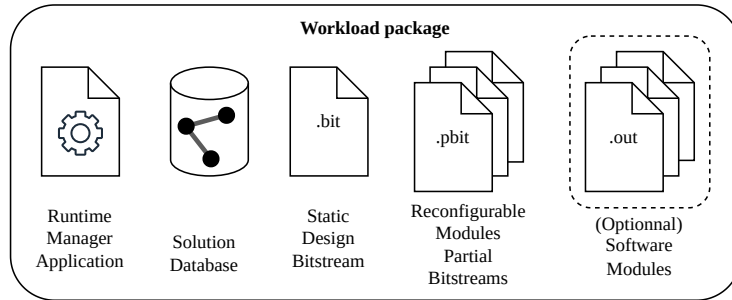 Workload package
.bit
.pbit
.out
Runtime
Manager
Application
Solution
Database
Static
Design
Bitstream
Reconfigurable
Modules
Partial
Bitstreams
(Optionnal)
Software
Modules